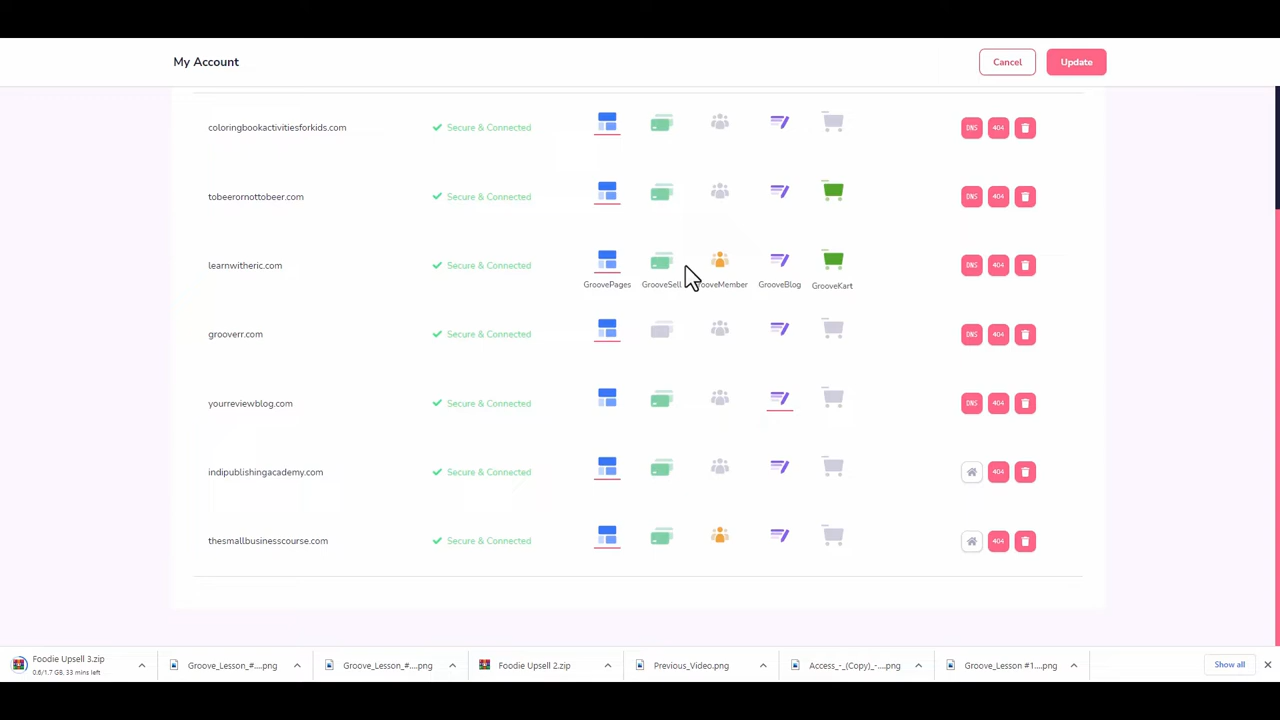 My Account
Cancel
Update
coloringbookactivitiesforkids.com
Secure & Connected
DNS
404
tobeerornottobeer.com
Secure & Connected
DNS
404
learnwitheric.com
Secure & Connected
DNS
404
GroovePages
GrooveSell
ooveMember
GrooveBlog
GrooveKart
grooverr.com
Secure & Connected
DNS
404
yourreviewblog.com
Secure & Connected
DNS
404
indipublishingacademy.com
Secure & Connected
404
thesmallbusinesscourse.com
Secure & Connected
404
Foodie Upsell 3.zip
0.6/1.7 GB, 33 mins left
Groove_Lesson_#....png
Groove_Lesson_#....png
Foodie Upsell 2.zip
Previous_Video.png
Access_-_(Copy)_-....png
Groove_Lesson #1....png
Show all